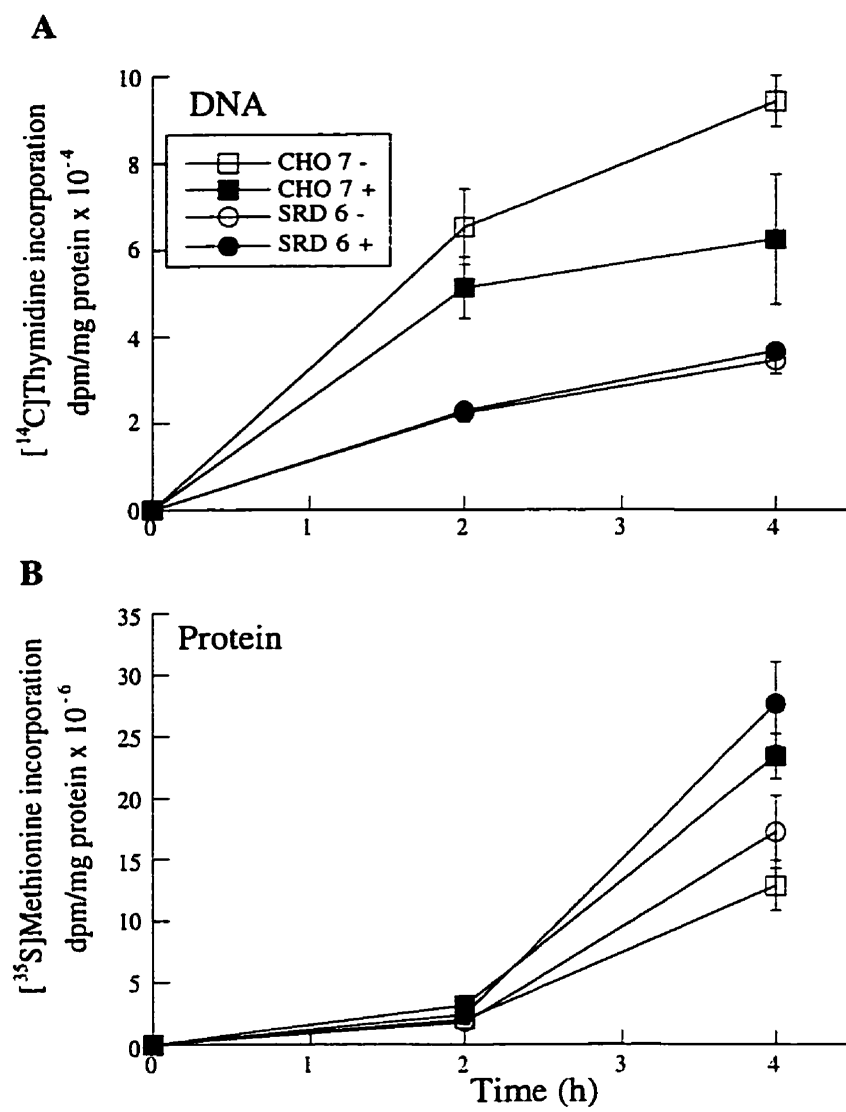 A
DNA
CHO 7 -
CHO 7 +
SRD 6 -
SRD 6 +
[¹⁴C]Thymidine incorporation
dpm/mg protein x 10⁻⁴
10
8
6
4
2
0
0 1 2 3 4
B
Protein
[³⁵S]Methionine incorporation
dpm/mg protein x 10⁻⁶
35
30
25
20
15
10
5
0
0 1 2 3 4
Time (h)